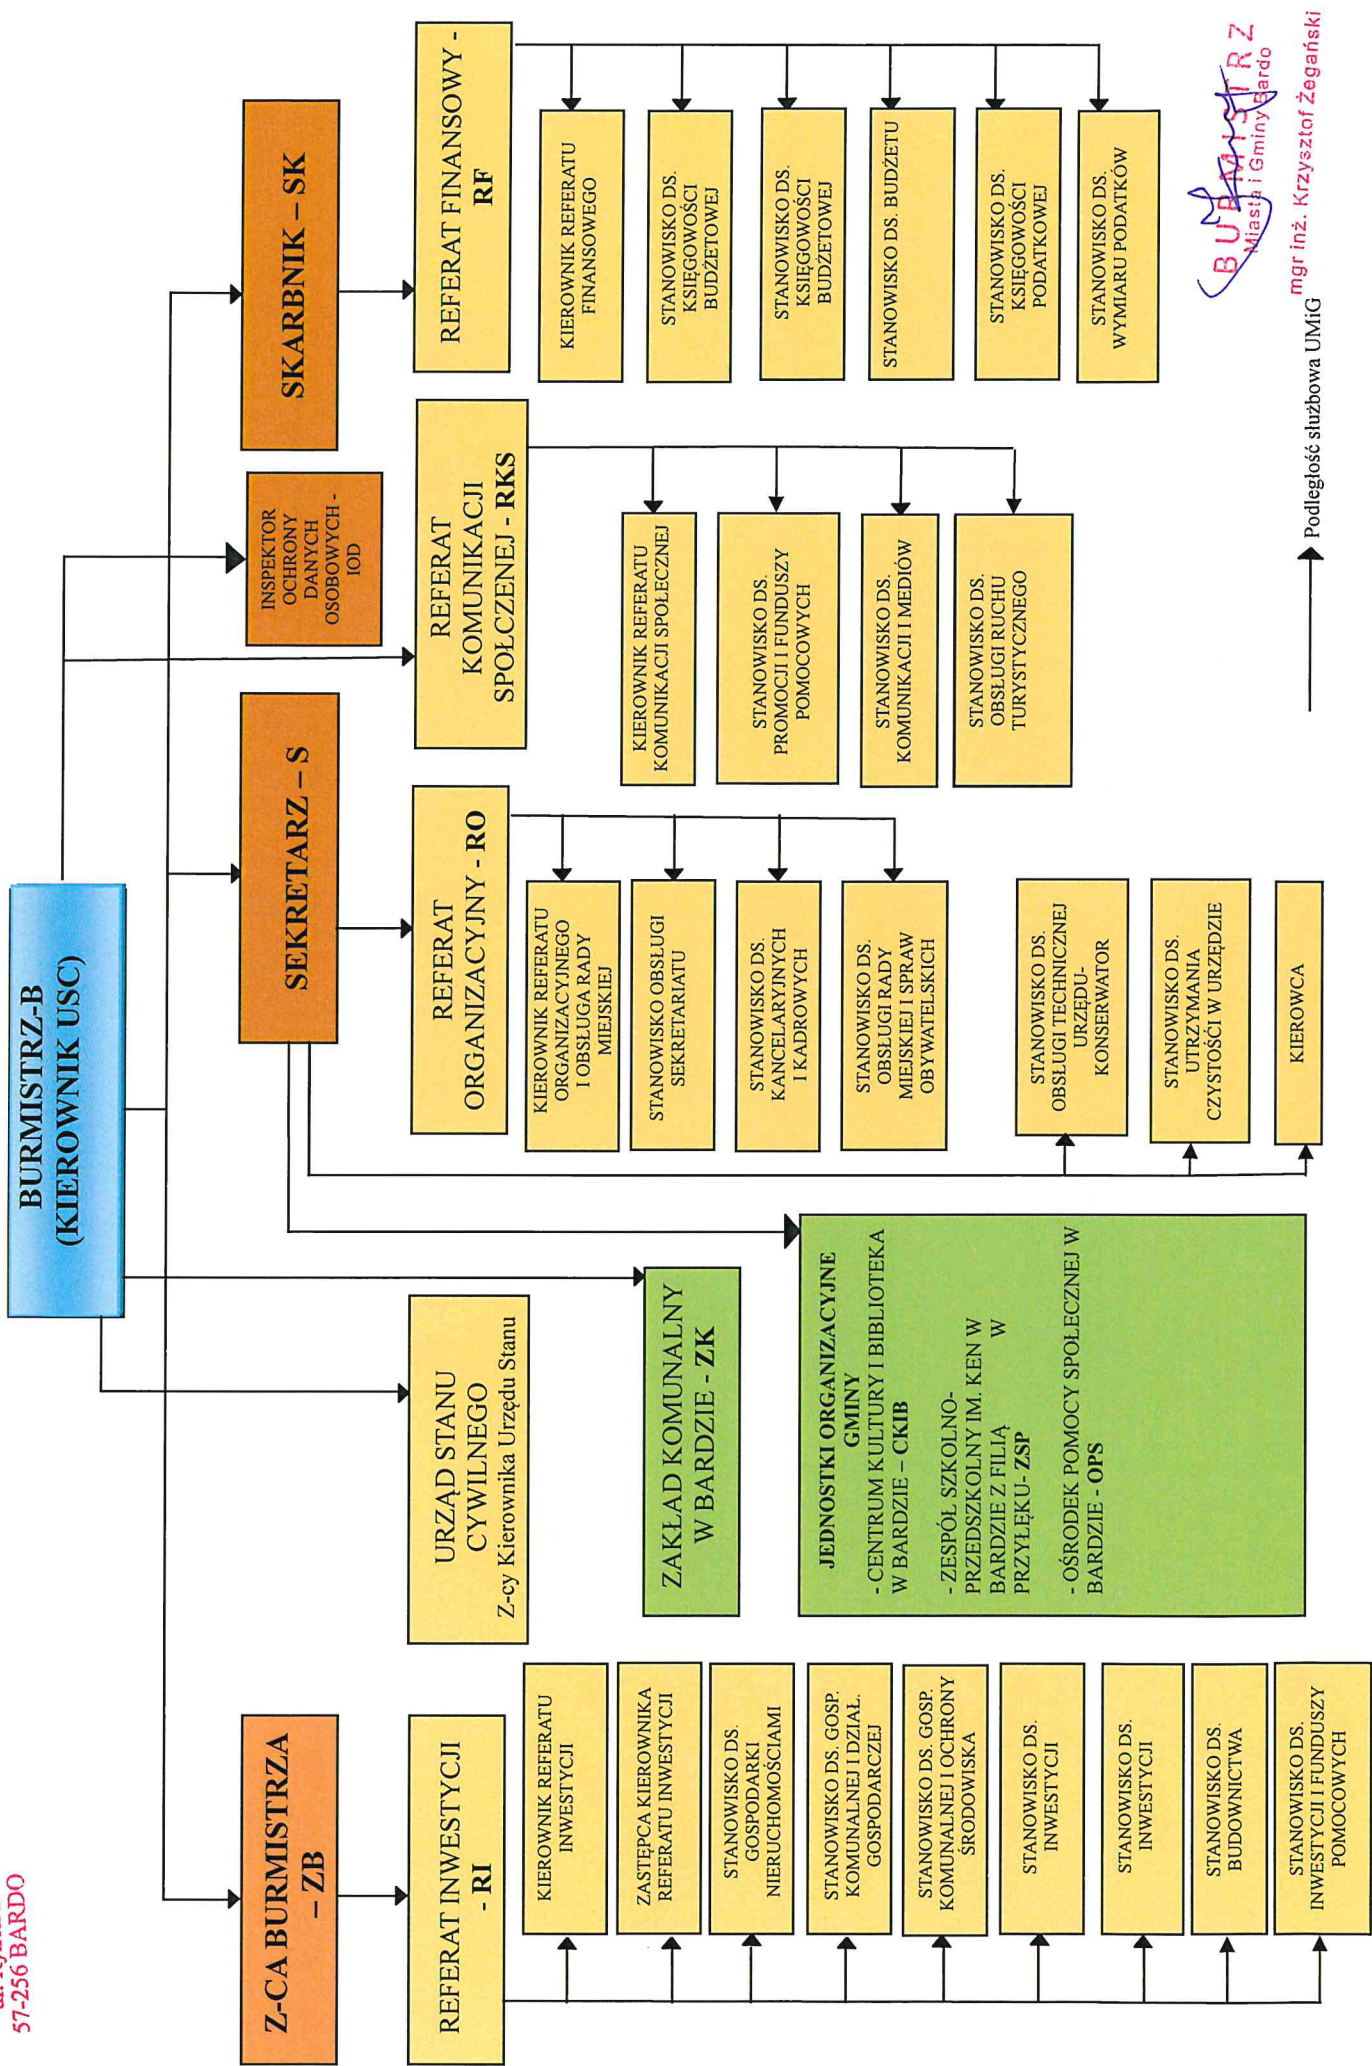 57-256 BARDO
BURMISTRZ-B
(KIEROWNIK USC)
Z-CA BURMISTRZA
– ZB
SEKRETARZ – S
INSPEKTOR
OCHRONY
DANYCH
OSOBOWYCH -
IOD
SKARBNIK – SK
REFERAT INWESTYCJI
- RI
URZĄD STANU
CYWILNEGO
Z-cy Kierownika Urzędu Stanu
REFERAT
ORGANIZACYJNY - RO
REFERAT
KOMUNIKACJI
SPOŁCZENEJ - RKS
REFERAT FINANSOWY -
RF
KIEROWNIK REFERATU
INWESTYCJI
ZASTĘPCA KIEROWNIKA
REFERATU INWESTYCJI
STANOWISKO DS.
GOSPODARKI
NIERUCHOMOŚCIAMI
STANOWISKO DS. GOSP.
KOMUNALNEJ I DZIAŁ.
GOSPODARCZEJ
STANOWISKO DS. GOSP.
KOMUNALNEJ I OCHRONY
ŚRODOWISKA
STANOWISKO DS.
INWESTYCJI
STANOWISKO DS.
INWESTYCJI
STANOWISKO DS.
BUDOWNICTWA
STANOWISKO DS.
INWESTYCJI I FUNDUSZY
POMOCOWYCH
ZAKŁAD KOMUNALNY
W BARDZIE - ZK
JEDNOSTKI ORGANIZACYJNE
GMINY
- CENTRUM KULTURY I BIBLIOTEKA
W BARDZIE – CKIB
- ZESPÓŁ SZKOLNO-
PRZEDSZKOLNY IM. KEN W
BARDZIE Z FILIĄ W
PRZYŁĘKU- ZSP
- OŚRODEK POMOCY SPOŁECZNEJ W
BARDZIE - OPS
KIEROWNIK REFERATU
ORGANIZACYJNEGO
I OBSŁUGA RADY
MIEJSKIEJ
STANOWISKO OBSŁUGI
SEKRETARIATU
STANOWISKO DS.
KANCELARYJNYCH
I KADROWYCH
STANOWISKO DS.
OBSŁUGI RADY
MIEJSKIEJ I SPRAW
OBYWATELSKICH
STANOWISKO DS.
OBSŁUGI TECHNICZNEJ
URZĘDU-
KONSERWATOR
STANOWISKO DS.
UTRZYMANIA
CZYSTOŚCI W URZĘDZIE
KIEROWCA
KIEROWNIK REFERATU
KOMUNIKACJI SPOŁECZNEJ
STANOWISKO DS.
PROMOCJI I FUNDUSZY
POMOCOWYCH
STANOWISKO DS.
KOMUNIKACJI I MEDIÓW
STANOWISKO DS.
OBSŁUGI RUCHU
TURYSTYCZNEGO
KIEROWNIK REFERATU
FINANSOWEGO
STANOWISKO DS.
KSIĘGOWOŚCI
BUDŻETOWEJ
STANOWISKO DS.
KSIĘGOWOŚCI
BUDŻETOWEJ
STANOWISKO DS. BUDŻETU
STANOWISKO DS.
KSIĘGOWOŚCI
PODATKOWEJ
STANOWISKO DS.
WYMIARU PODATKÓW
BURMISTRZ
Miasta i Gminy Bardo
mgr inż. Krzysztof Żegański
Podległość służbowa UMiG